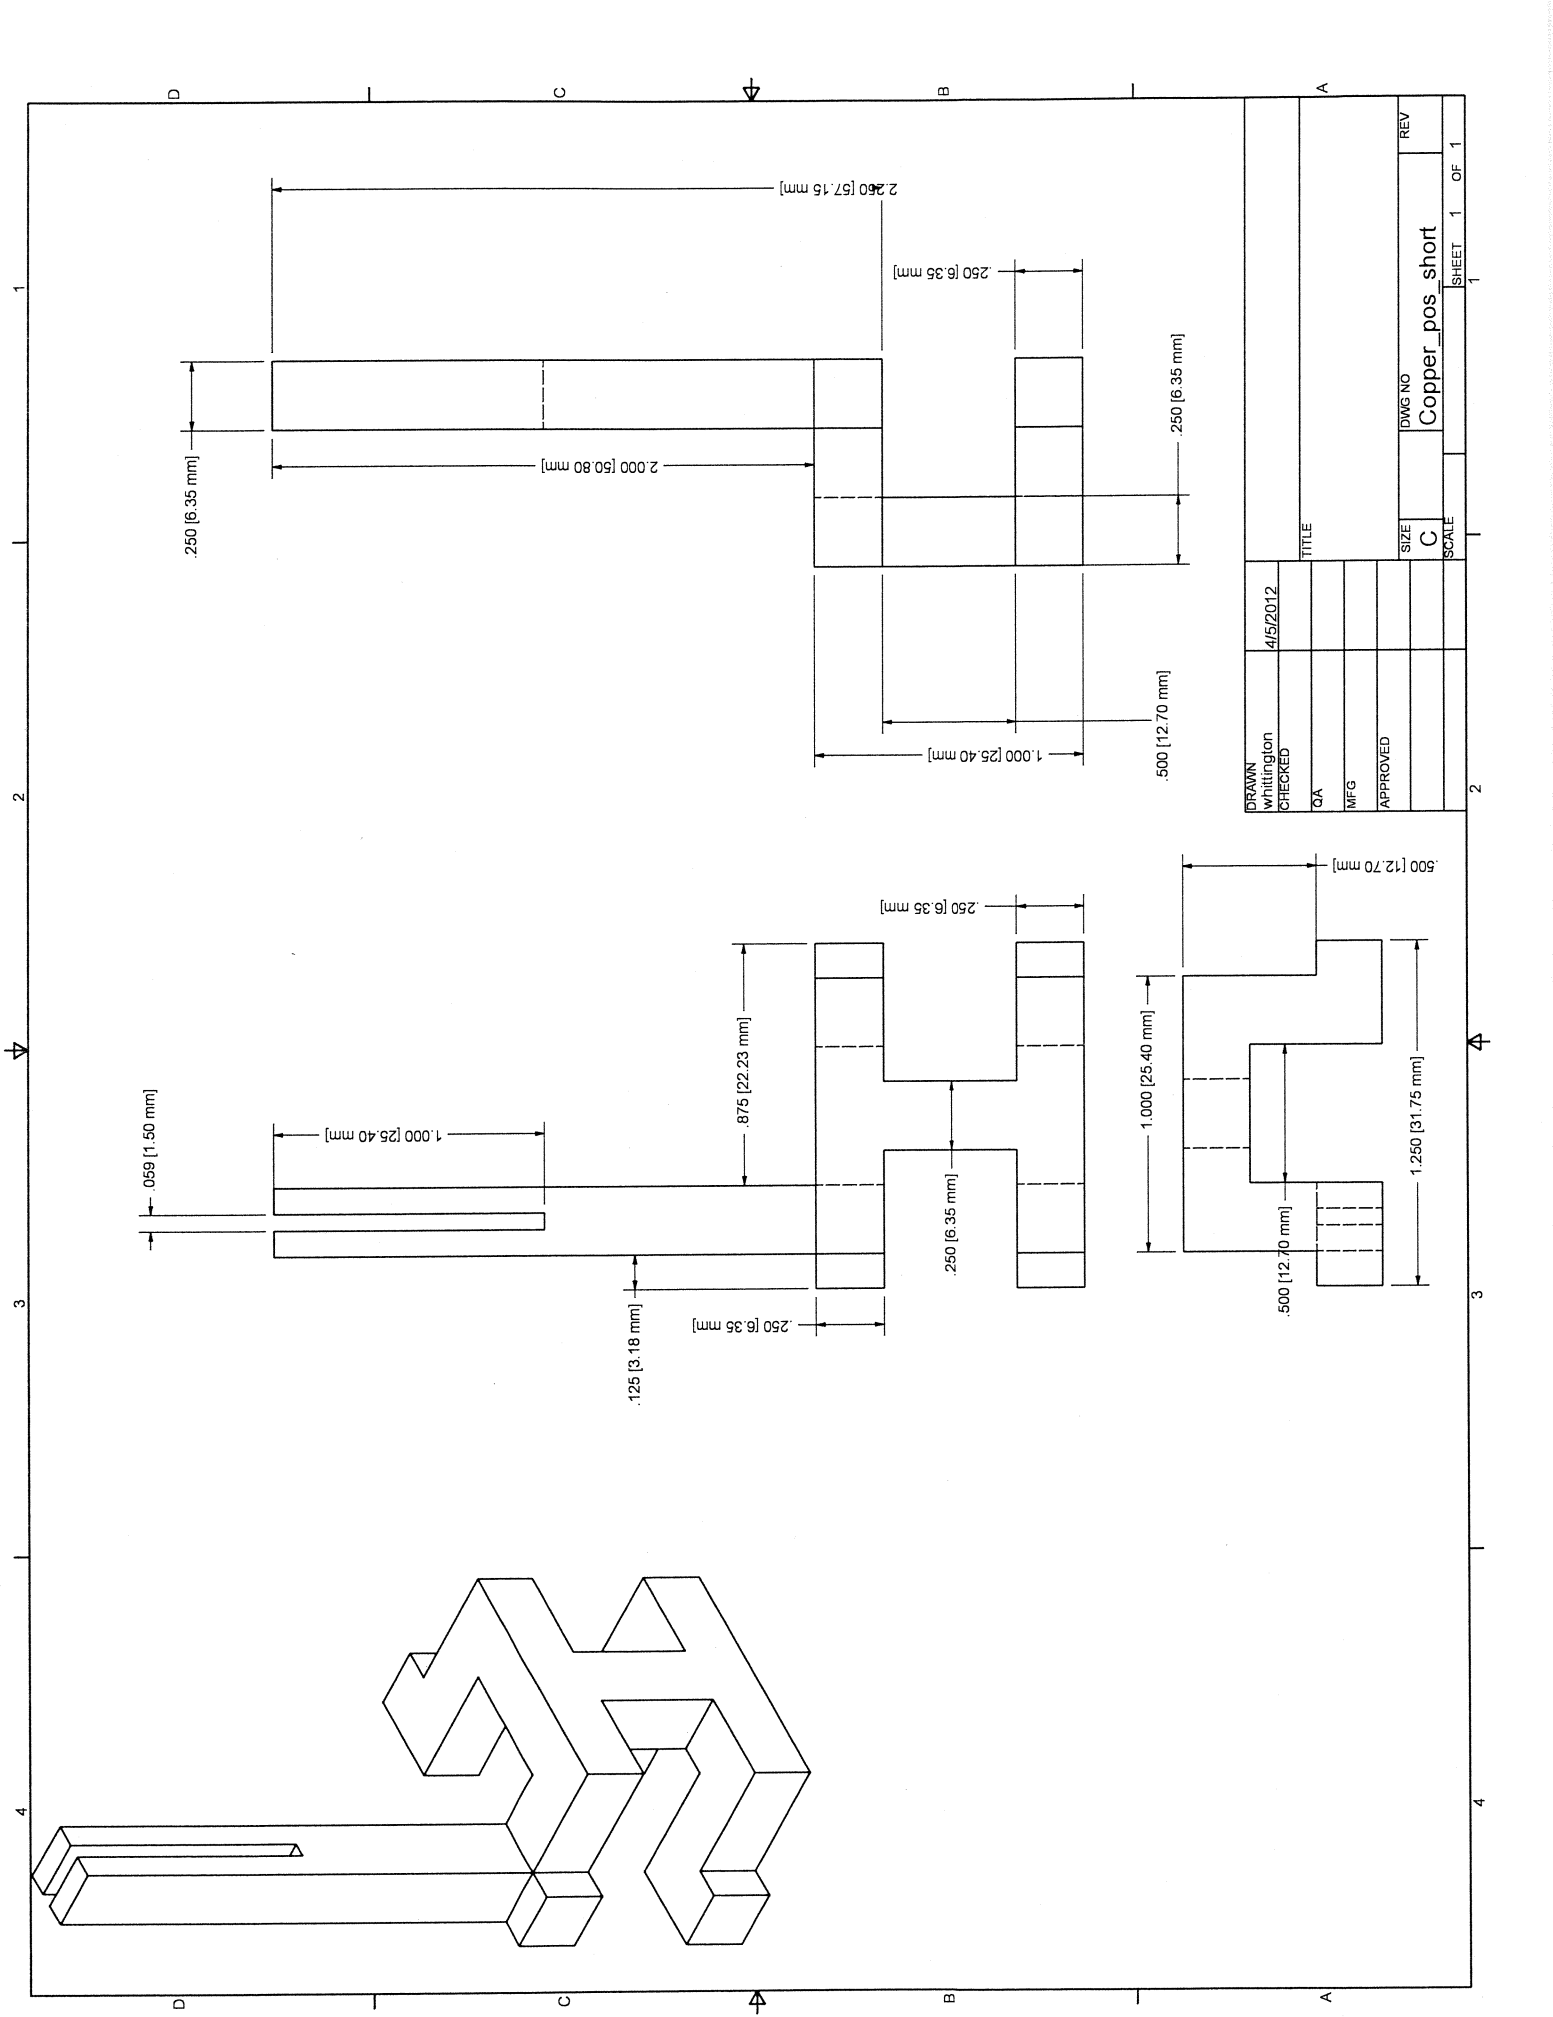 4
3
2
1
D
C
B
A
D
C
B
A
4
3
2
1
.059 [1.50 mm]
1.000 [25.40 mm]
.125 [3.18 mm]
.875 [22.23 mm]
.250 [6.35 mm]
.250 [6.35 mm]
.250 [6.35 mm]
1.000 [25.40 mm]
.500 [12.70 mm]
1.250 [31.75 mm]
.500 [12.70 mm]
.250 [6.35 mm]
2.250 [57.15 mm]
2.000 [50.80 mm]
.250 [6.35 mm]
.250 [6.35 mm]
1.000 [25.40 mm]
.500 [12.70 mm]
DRAWN
whittington
4/5/2012
CHECKED
QA
MFG
APPROVED
TITLE
SIZE
C
DWG NO
Copper_pos_short
REV
SCALE
SHEET 1 OF 1